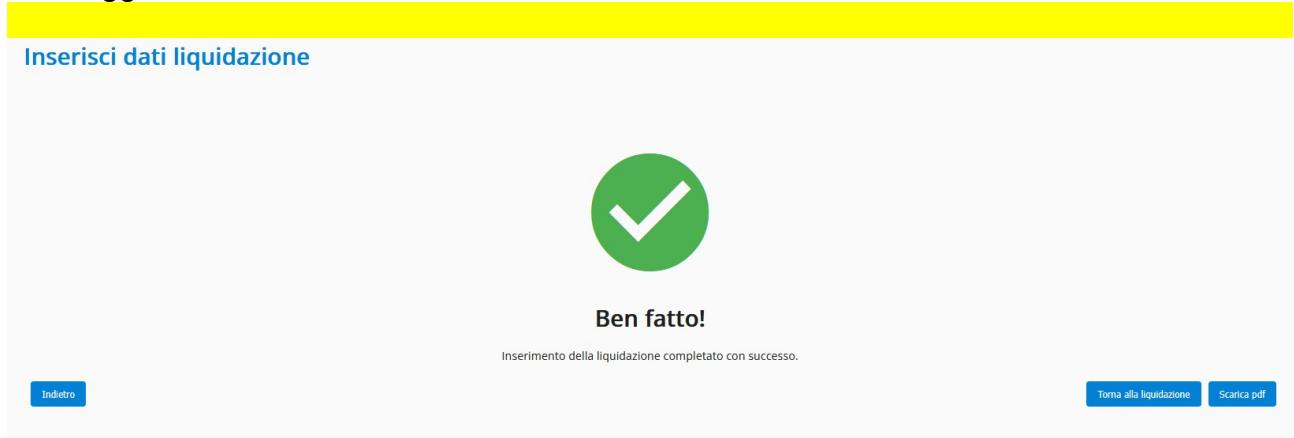 Inserisci dati liquidazione
Ben fatto!
Inserimento della liquidazione completato con successo.
Indietro
Torna alla liquidazione
Scarica pdf